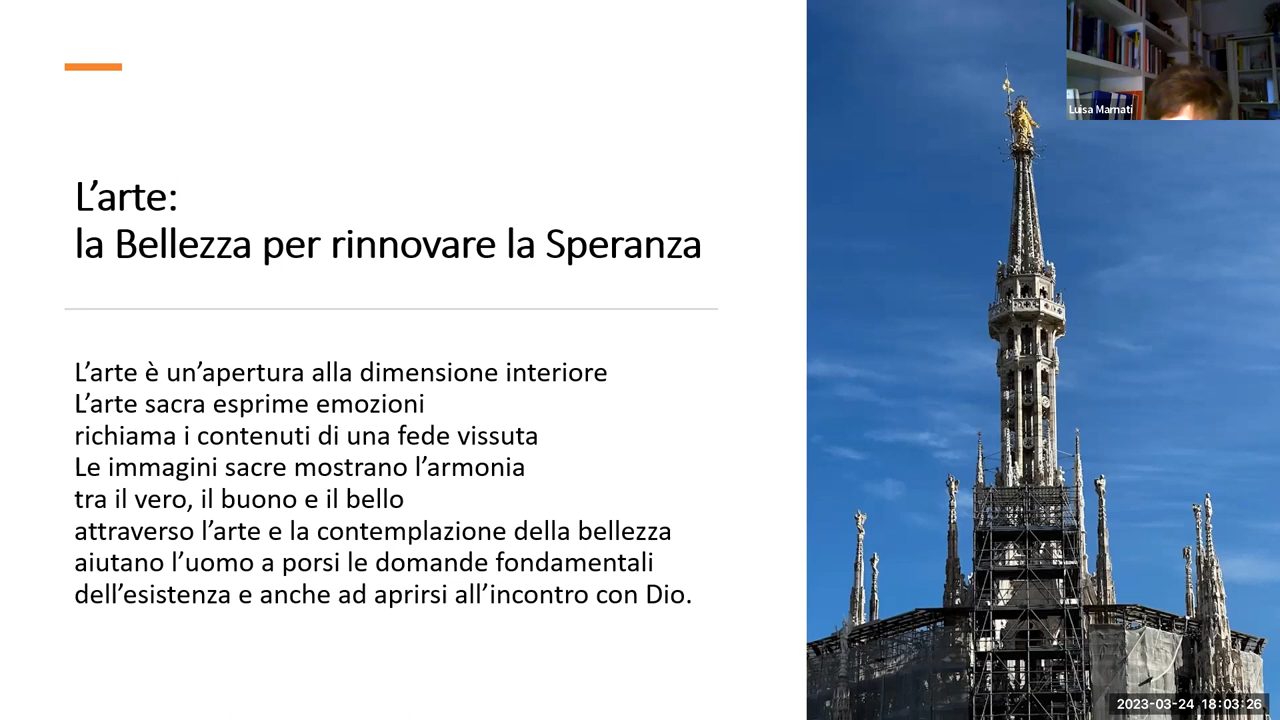 L’arte:
la Bellezza per rinnovare la Speranza
L’arte è un’apertura alla dimensione interiore
L’arte sacra esprime emozioni
richiama i contenuti di una fede vissuta
Le immagini sacre mostrano l’armonia
tra il vero, il buono e il bello
attraverso l’arte e la contemplazione della bellezza
aiutano l’uomo a porsi le domande fondamentali
dell’esistenza e anche ad aprirsi all’incontro con Dio.
Luisa Marnati
2023-03-24 18:03:26